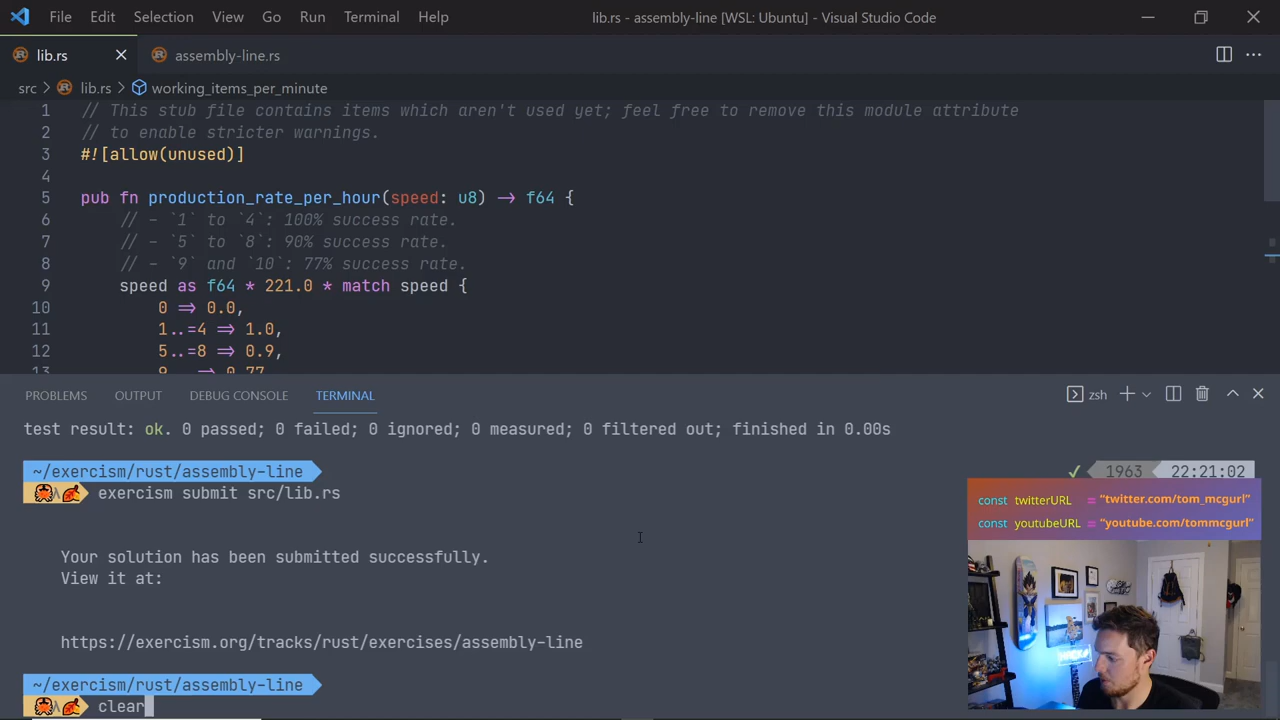 File Edit Selection View Go Run Terminal Help lib.rs - assembly-line [WSL: Ubuntu] - Visual Studio Code
lib.rs assembly-line.rs
src > lib.rs > working_items_per_minute
1 // This stub file contains items which aren't used yet; feel free to remove this module attribute
2 // to enable stricter warnings.
3 #![allow(unused)]
4
5 pub fn production_rate_per_hour(speed: u8) -> f64 {
6 // - `1` to `4`: 100% success rate.
7 // - `5` to `8`: 90% success rate.
8 // - `9` and `10`: 77% success rate.
9 speed as f64 * 221.0 * match speed {
10 0 => 0.0,
11 1..=4 => 1.0,
12 5..=8 => 0.9,
13
PROBLEMS OUTPUT DEBUG CONSOLE TERMINAL zsh
test result: ok. 0 passed; 0 failed; 0 ignored; 0 measured; 0 filtered out; finished in 0.00s
~/exercism/rust/assembly-line ✓ 1963 22:21:02
exercism submit src/lib.rs
const twitterURL = "twitter.com/tom_mcgurl"
const youtubeURL = "youtube.com/tommcgurl"
Your solution has been submitted successfully.
View it at:
https://exercism.org/tracks/rust/exercises/assembly-line
~/exercism/rust/assembly-line
clear